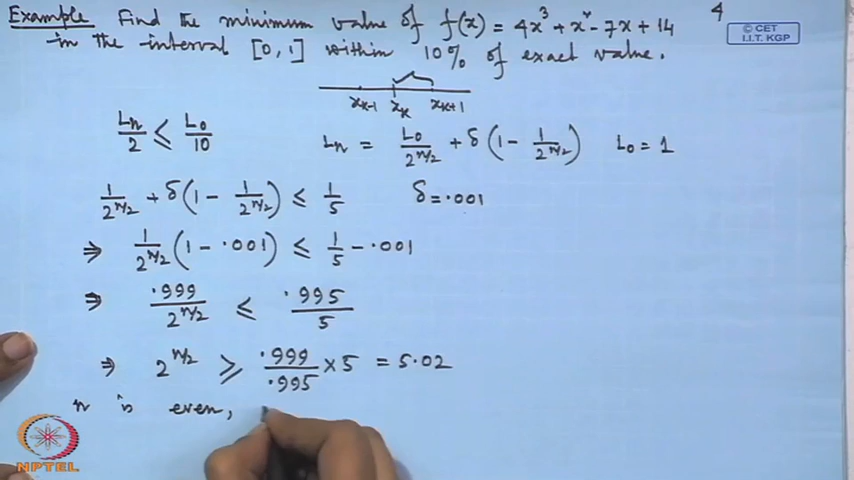 Example Find the minimum value of f(x) = 4x³ + x² - 7x + 14
4
© CET
I.I.T. KGP
in the interval [0, 1] within 10% of exact value.
xₖ₋₁ xₖ xₖ₊₁
Lₙ/2 ≤ L₀/10
Lₙ = L₀/2^(n/2) + δ(1 - 1/2^(n/2)) L₀ = 1
1/2^(n/2) + δ(1 - 1/2^(n/2)) ≤ 1/5 δ = .001
⇒ 1/2^(n/2) (1 - .001) ≤ 1/5 - .001
⇒ .999/2^(n/2) ≤ .995/5
⇒ 2^(n/2) ≥ .999/.995 × 5 = 5.02
n is even,
NPTEL